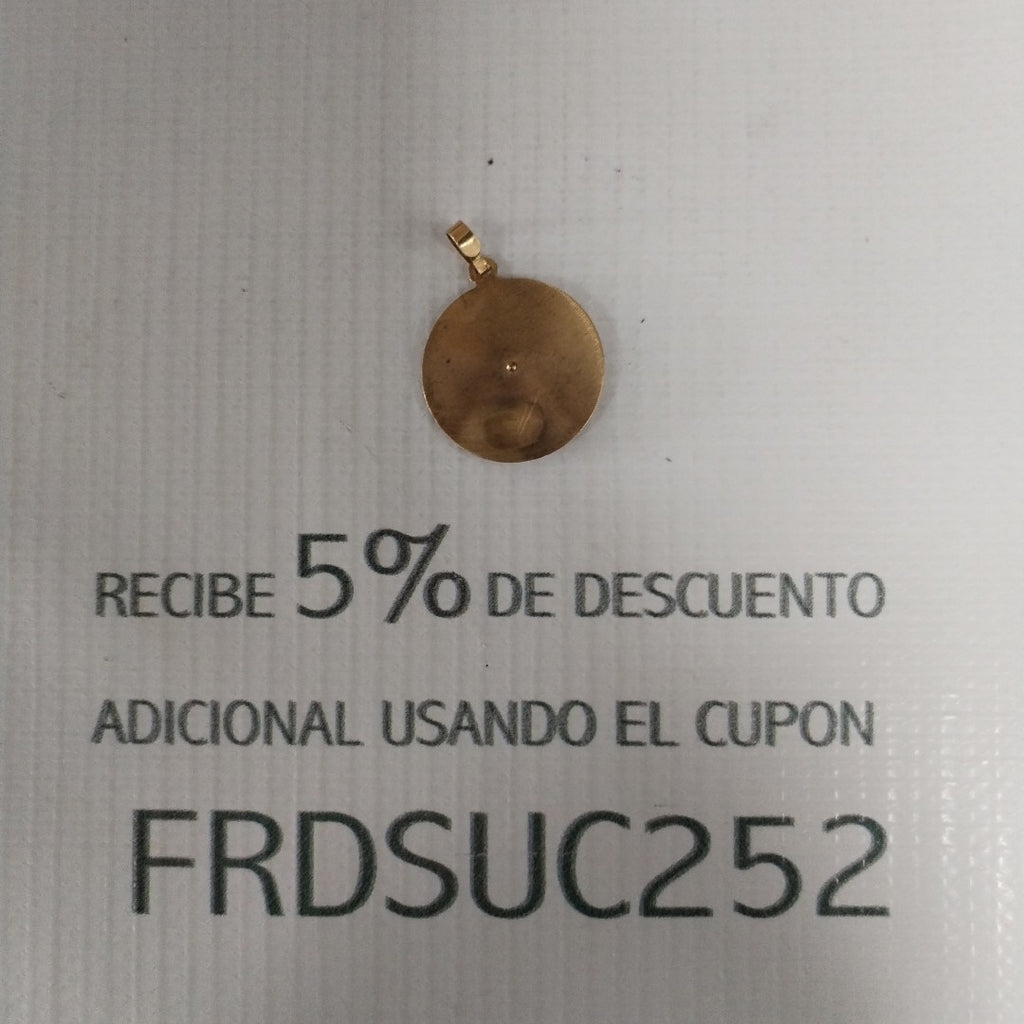 RECIBE 5% DE DESCUENTO
ADICIONAL USANDO EL CUPON
FRDSUC252